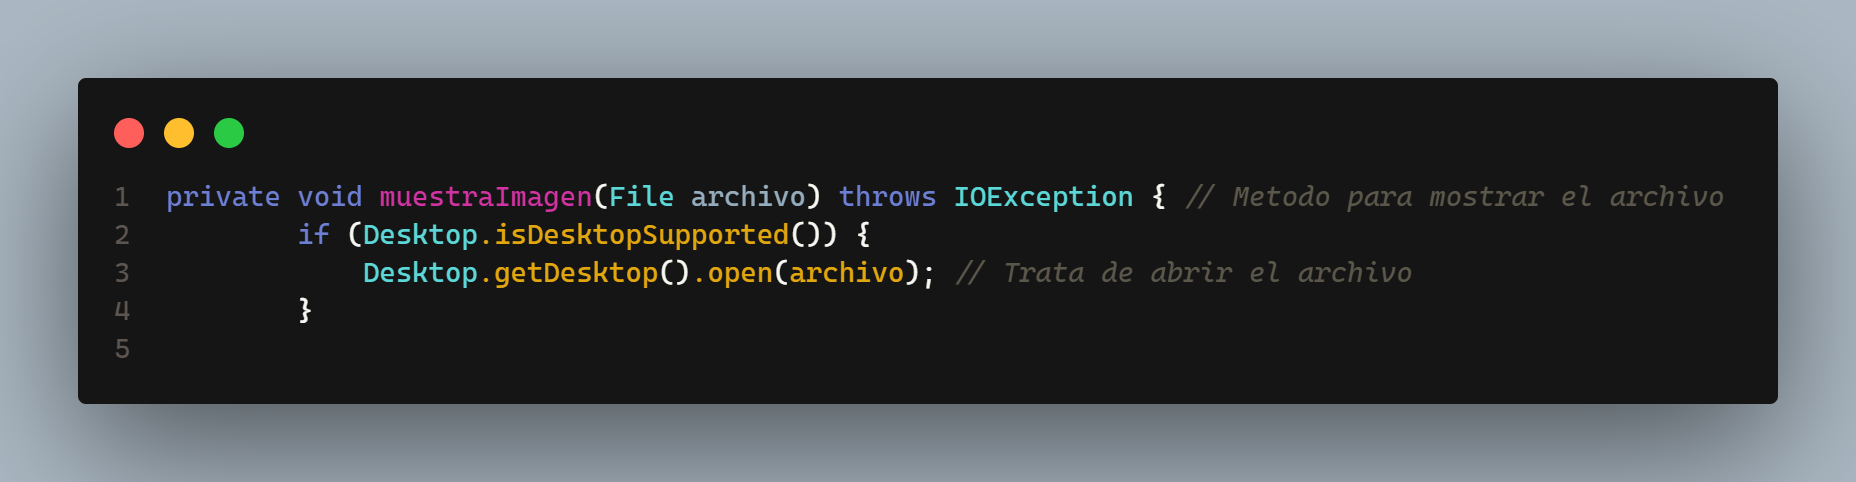 1 private void muestraImagen(File archivo) throws IOException { // Metodo para mostrar el archivo
2 if (Desktop.isDesktopSupported()) {
3 Desktop.getDesktop().open(archivo); // Trata de abrir el archivo
4 }
5